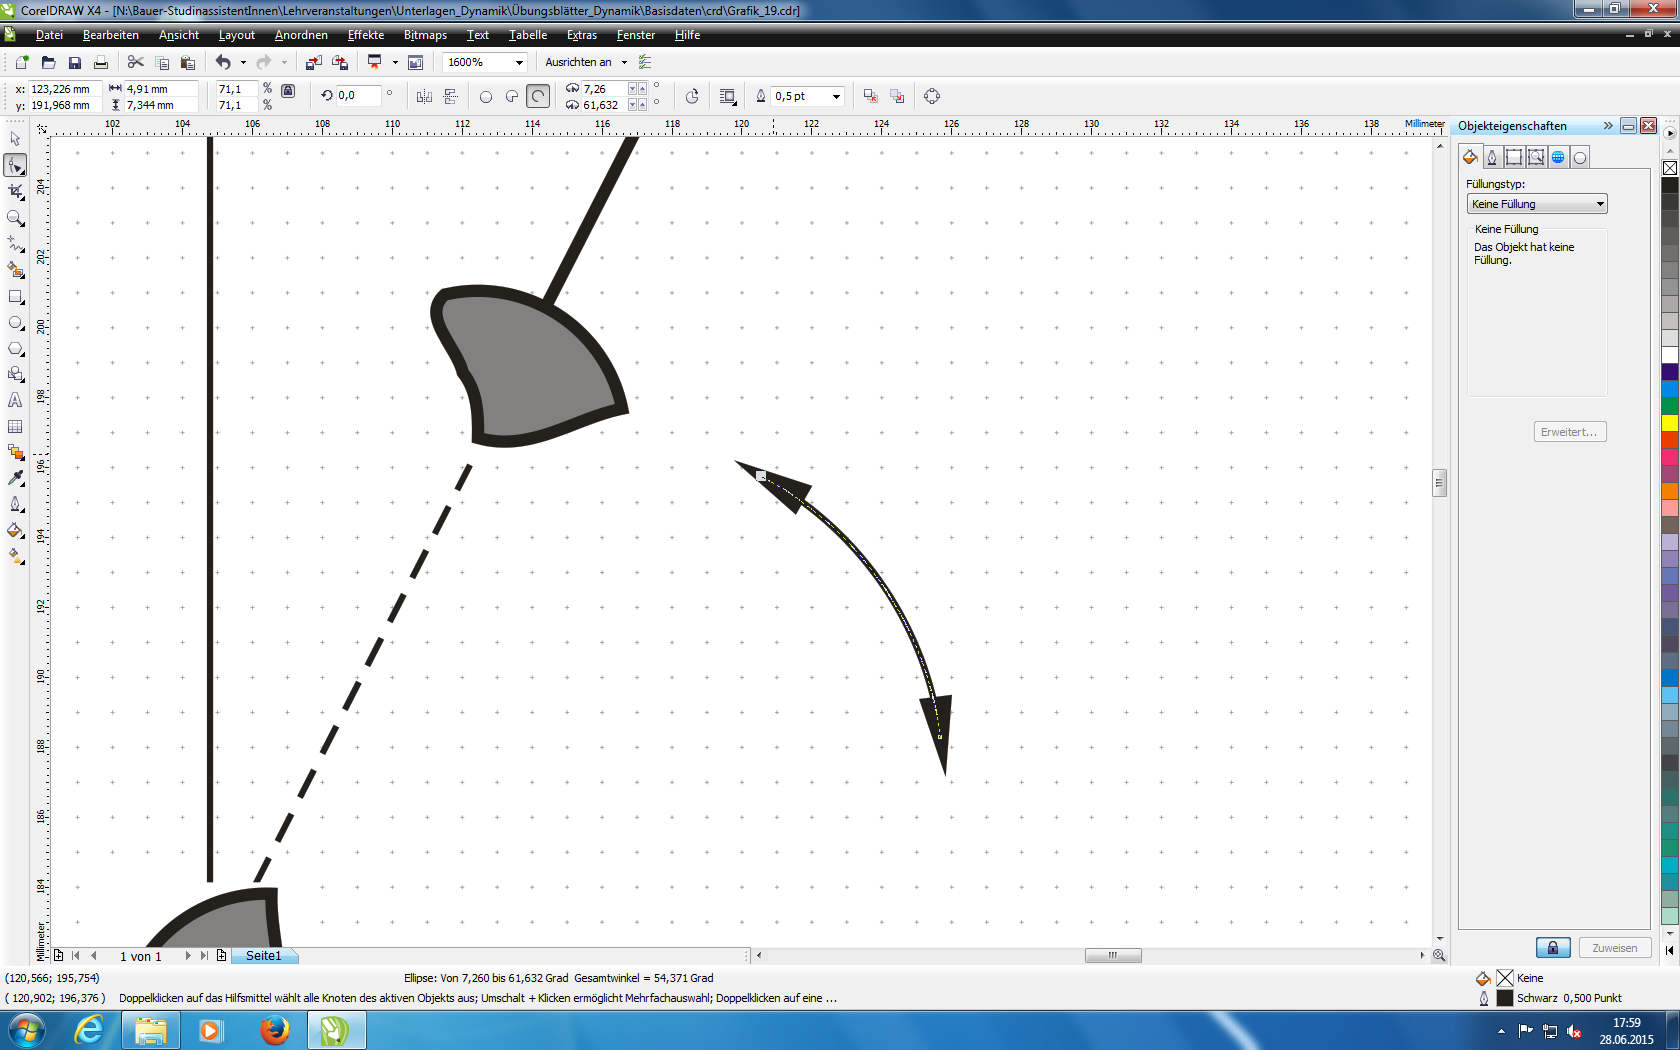 CorelDRAW X4 - [N:\Bauer-StudinassistentInnen\Lehrveranstaltungen\Unterlagen_Dynamik\Übungsblätter_Dynamik\Basisdaten\crd\Grafik_19.cdr]
Datei Bearbeiten Ansicht Layout Anordnen Effekte Bitmaps Text Tabelle Extras Fenster Hilfe
1600% Ausrichten an
x: 123,226 mm 4,91 mm 71,1 % 0,0 ° 7,26 ° 0,5 pt
y: 191,968 mm 7,344 mm 71,1 % 61,632 °
102 104 106 108 110 112 114 116 118 120 122 124 126 128 130 132 134 136 138 Millimeter
204
202
200
198
196
194
192
190
188
186
184
Millimeter
Objekteigenschaften
Füllungstyp:
Keine Füllung
Keine Füllung
Das Objekt hat keine
Füllung.
Erweitert...
Zuweisen
1 von 1 Seite1
(120,566; 195,754) Ellipse: Von 7,260 bis 61,632 Grad Gesamtwinkel = 54,371 Grad Keine
( 120,902; 196,376 ) Doppelklicken auf das Hilfsmittel wählt alle Knoten des aktiven Objekts aus; Umschalt +Klicken ermöglicht Mehrfachauswahl; Doppelklicken auf eine ... Schwarz 0,500 Punkt
17:59
28.06.2015